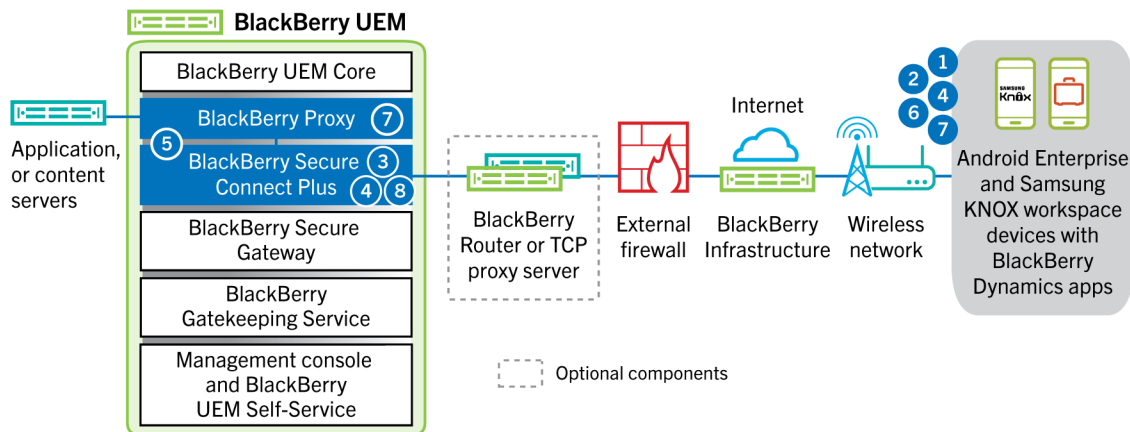 BlackBerry UEM
BlackBerry UEM Core
BlackBerry Proxy
7
5
BlackBerry Secure
Connect Plus
3
4
8
BlackBerry Secure
Gateway
BlackBerry
Gatekeeping Service
Management console
and BlackBerry
UEM Self-Service
Application,
or content
servers
BlackBerry
Router or TCP
proxy server
Optional components
External
firewall
Internet
BlackBerry
Infrastructure
Wireless
network
1
2
4
6
7
SAMSUNG
Knox
Android Enterprise
and Samsung
KNOX workspace
devices with
BlackBerry
Dynamics apps